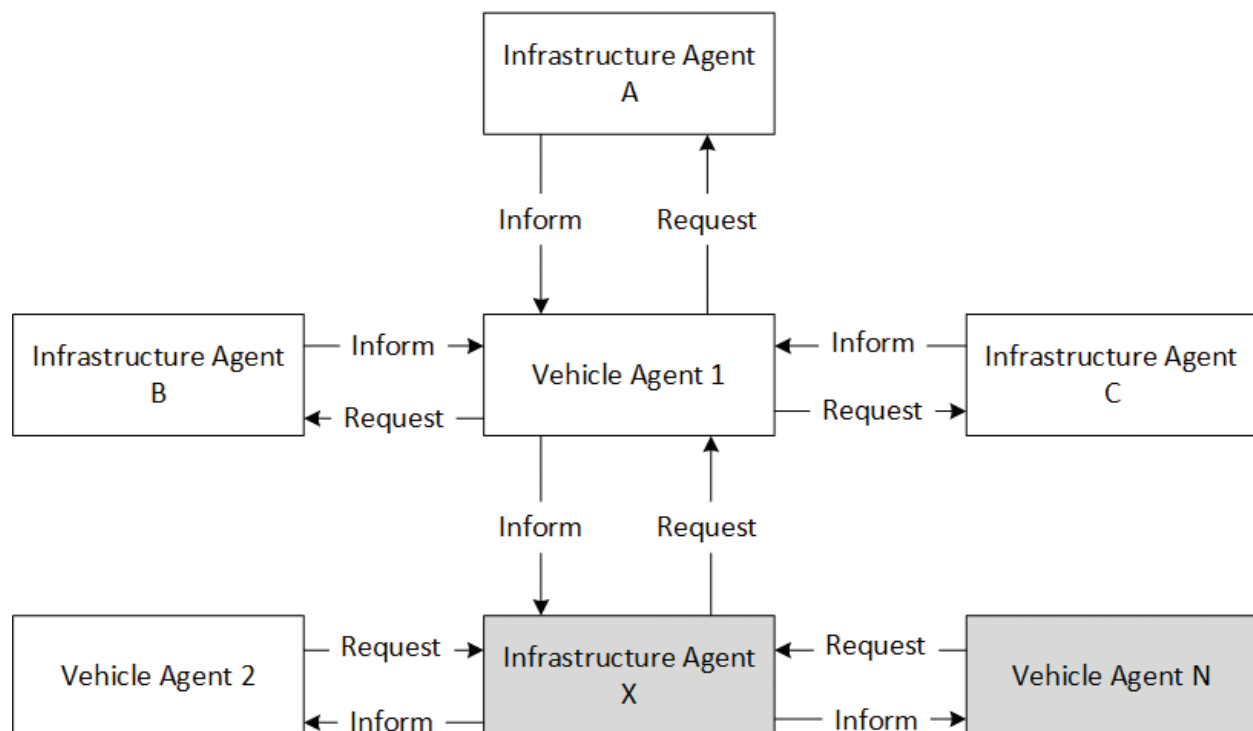 Infrastructure Agent
A
Inform
Request
Infrastructure Agent
B
Inform
Request
Vehicle Agent 1
Inform
Request
Infrastructure Agent
C
Inform
Request
Vehicle Agent 2
Request
Inform
Infrastructure Agent
X
Request
Inform
Vehicle Agent N